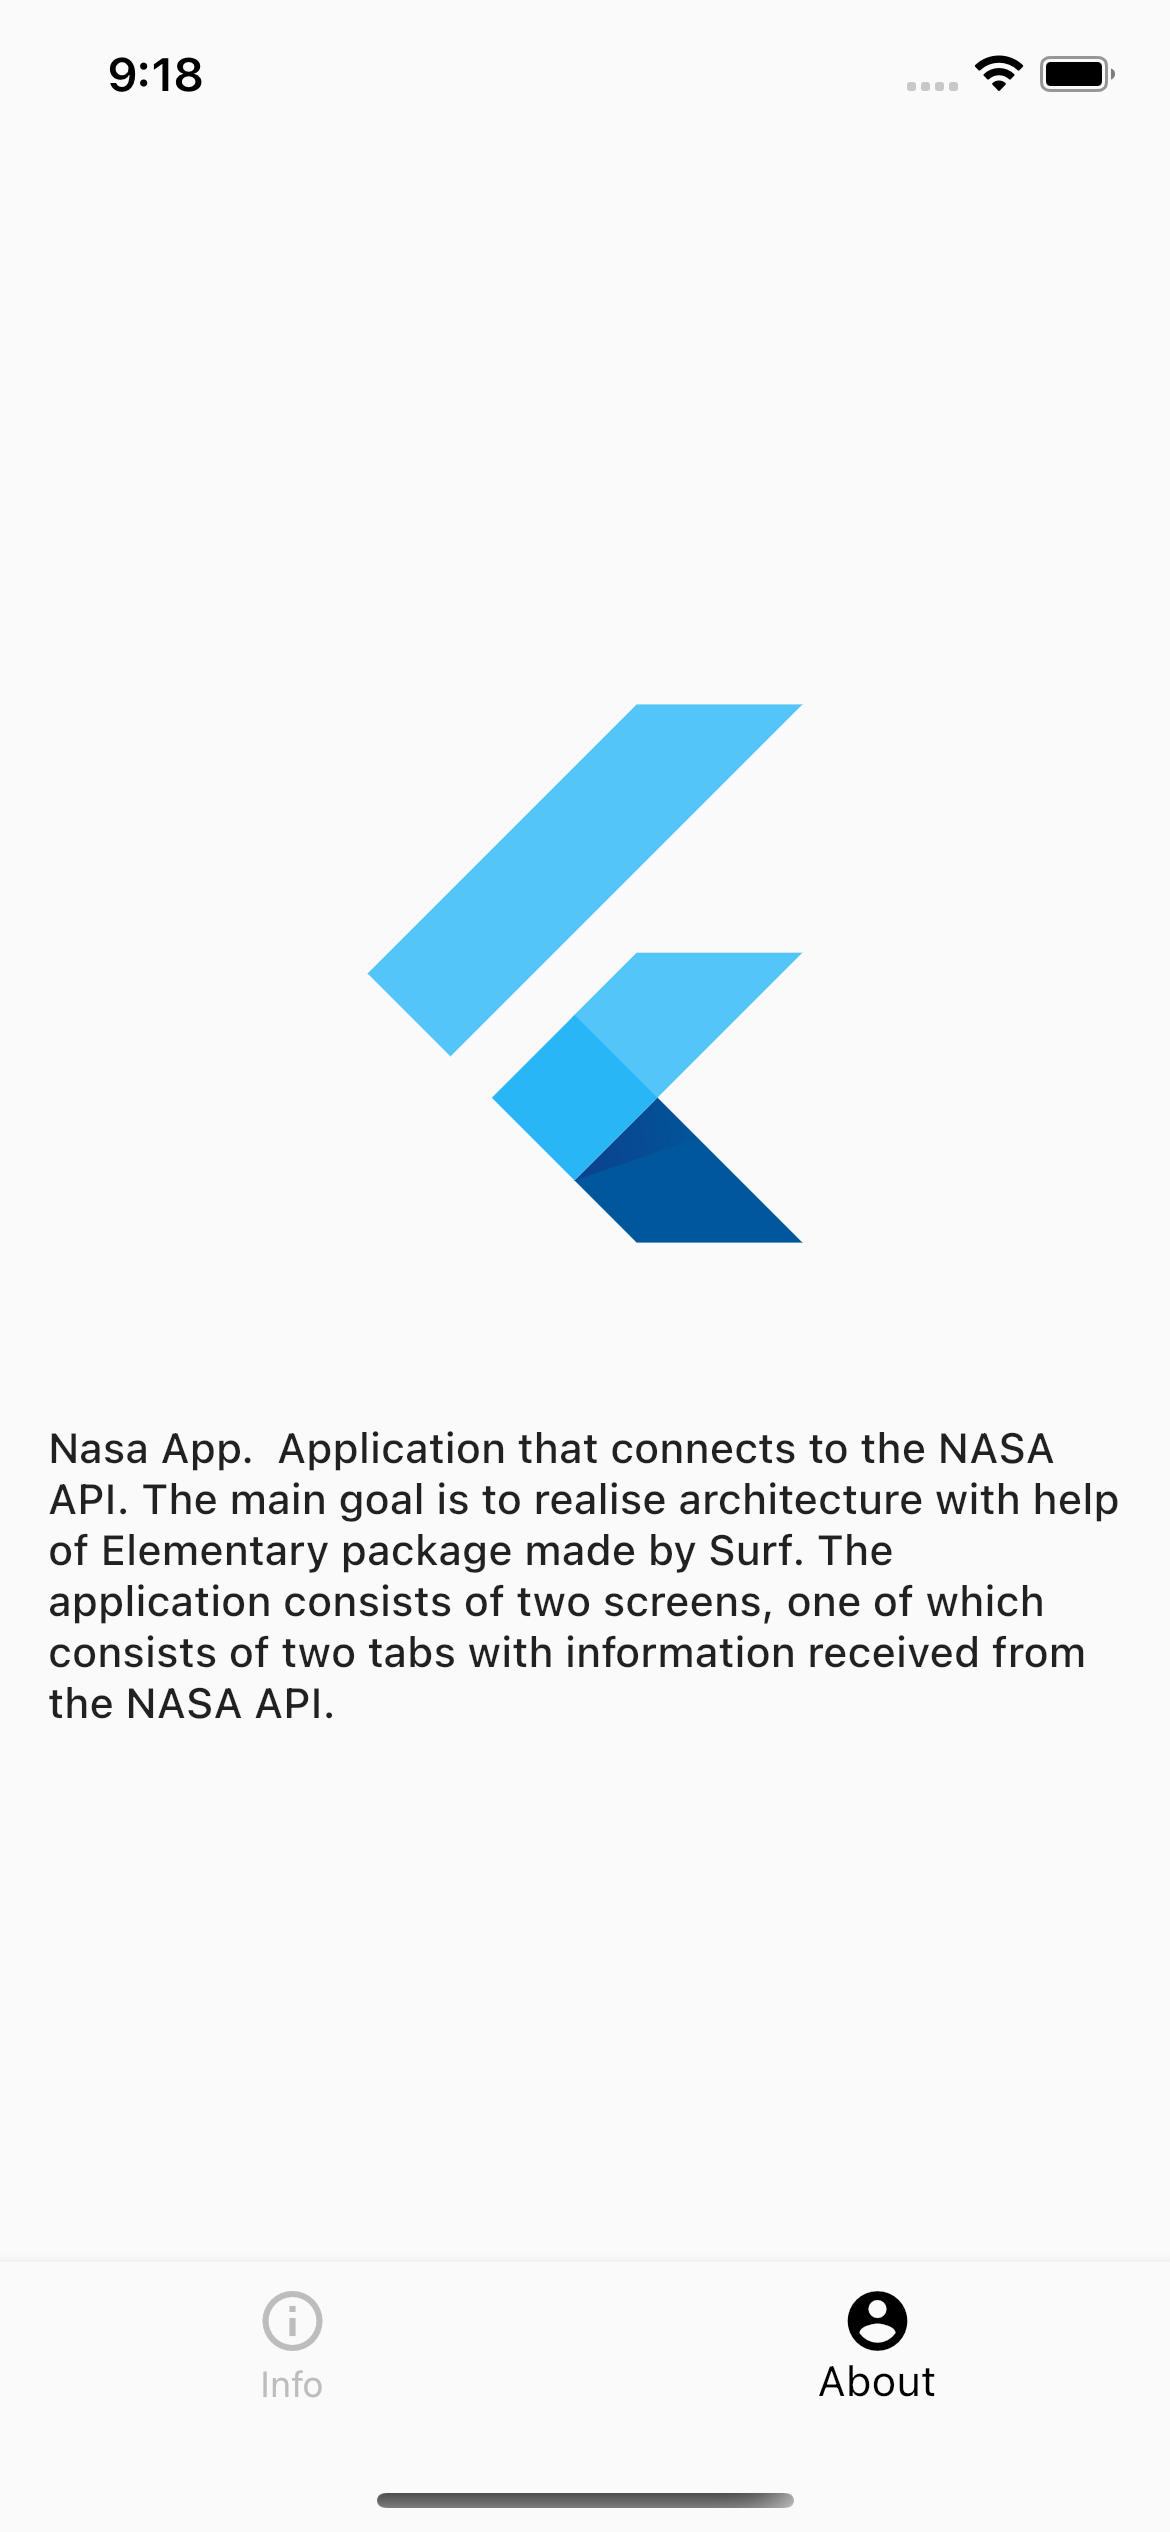 9:18
Nasa App.  Application that connects to the NASA
API. The main goal is to realise architecture with help
of Elementary package made by Surf. The
application consists of two screens, one of which
consists of two tabs with information received from
the NASA API.
Info
About